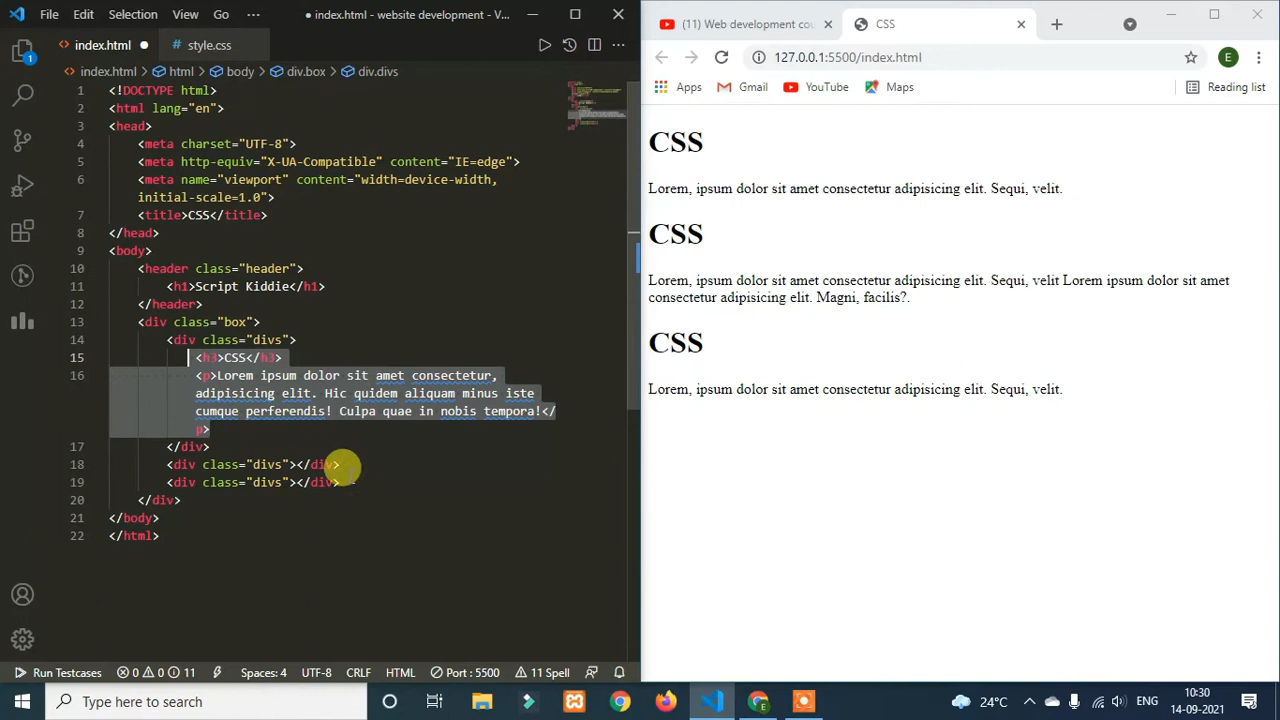 File Edit Selection View Go ··· ● index.html - website development - V...
index.html ● style.css
index.html > html > body > div.box > div.divs
1 <!DOCTYPE html>
2 <html lang="en">
3 <head>
4 <meta charset="UTF-8">
5 <meta http-equiv="X-UA-Compatible" content="IE=edge">
6 <meta name="viewport" content="width=device-width,
initial-scale=1.0">
7 <title>CSS</title>
8 </head>
9 <body>
10 <header class="header">
11 <h1>Script Kiddie</h1>
12 </header>
13 <div class="box">
14 <div class="divs">
15 <h3>CSS</h3>
16 <p>Lorem ipsum dolor sit amet consectetur,
adipisicing elit. Hic quidem aliquam minus iste
cumque perferendis! Culpa quae in nobis tempora!</
p>
17 </div>
18 <div class="divs"></div>
19 <div class="divs"></div>
20 </div>
21 </body>
22 </html>
1
Run Testcases 0 0 11 Spaces: 4 UTF-8 CRLF HTML Port : 5500 11 Spell
(11) Web development cou
CSS
127.0.0.1:5500/index.html
E
Apps Gmail YouTube Maps Reading list
CSS
Lorem, ipsum dolor sit amet consectetur adipisicing elit. Sequi, velit.
CSS
Lorem, ipsum dolor sit amet consectetur adipisicing elit. Sequi, velit Lorem ipsum dolor sit amet
consectetur adipisicing elit. Magni, facilis?.
CSS
Lorem, ipsum dolor sit amet consectetur adipisicing elit. Sequi, velit.
Type here to search
24°C ENG 10:30
14-09-2021